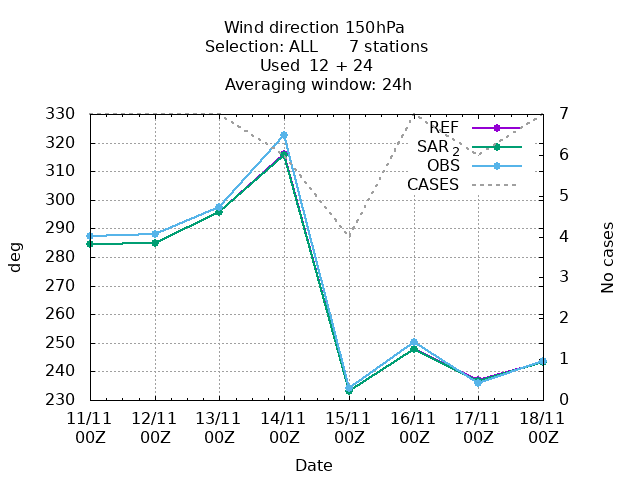 Wind direction 150hPa
Selection: ALL      7 stations
Used  12 + 24
Averaging window: 24h
330
320
310
300
290
280
270
260
250
240
230
deg
7
6
5
4
3
2
1
0
No cases
REF
SAR 2
OBS
CASES
11/11 12/11 13/11 14/11 15/11 16/11 17/11 18/11
00Z 00Z 00Z 00Z 00Z 00Z 00Z 00Z
Date